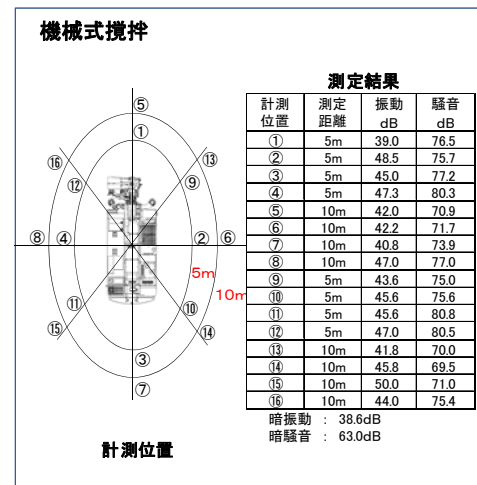 機械式撹拌
⑤
①
⑯
⑬
⑫
⑨
⑧
④
②
⑥
5m
10m
⑪
⑩
⑮
⑭
③
⑦
計測位置
測定結果
計測位置 測定距離 振動dB 騒音dB
① 5m 39.0 76.5
② 5m 48.5 75.7
③ 5m 45.0 77.2
④ 5m 47.3 80.3
⑤ 10m 42.0 70.9
⑥ 10m 42.2 71.7
⑦ 10m 40.8 73.9
⑧ 10m 47.0 77.0
⑨ 5m 43.6 75.0
⑩ 5m 45.6 75.6
⑪ 5m 45.6 80.8
⑫ 5m 47.0 80.5
⑬ 10m 41.8 70.0
⑭ 10m 45.8 69.5
⑮ 10m 50.0 71.0
⑯ 10m 44.0 75.4
暗振動 : 38.6dB
暗騒音 : 63.0dB